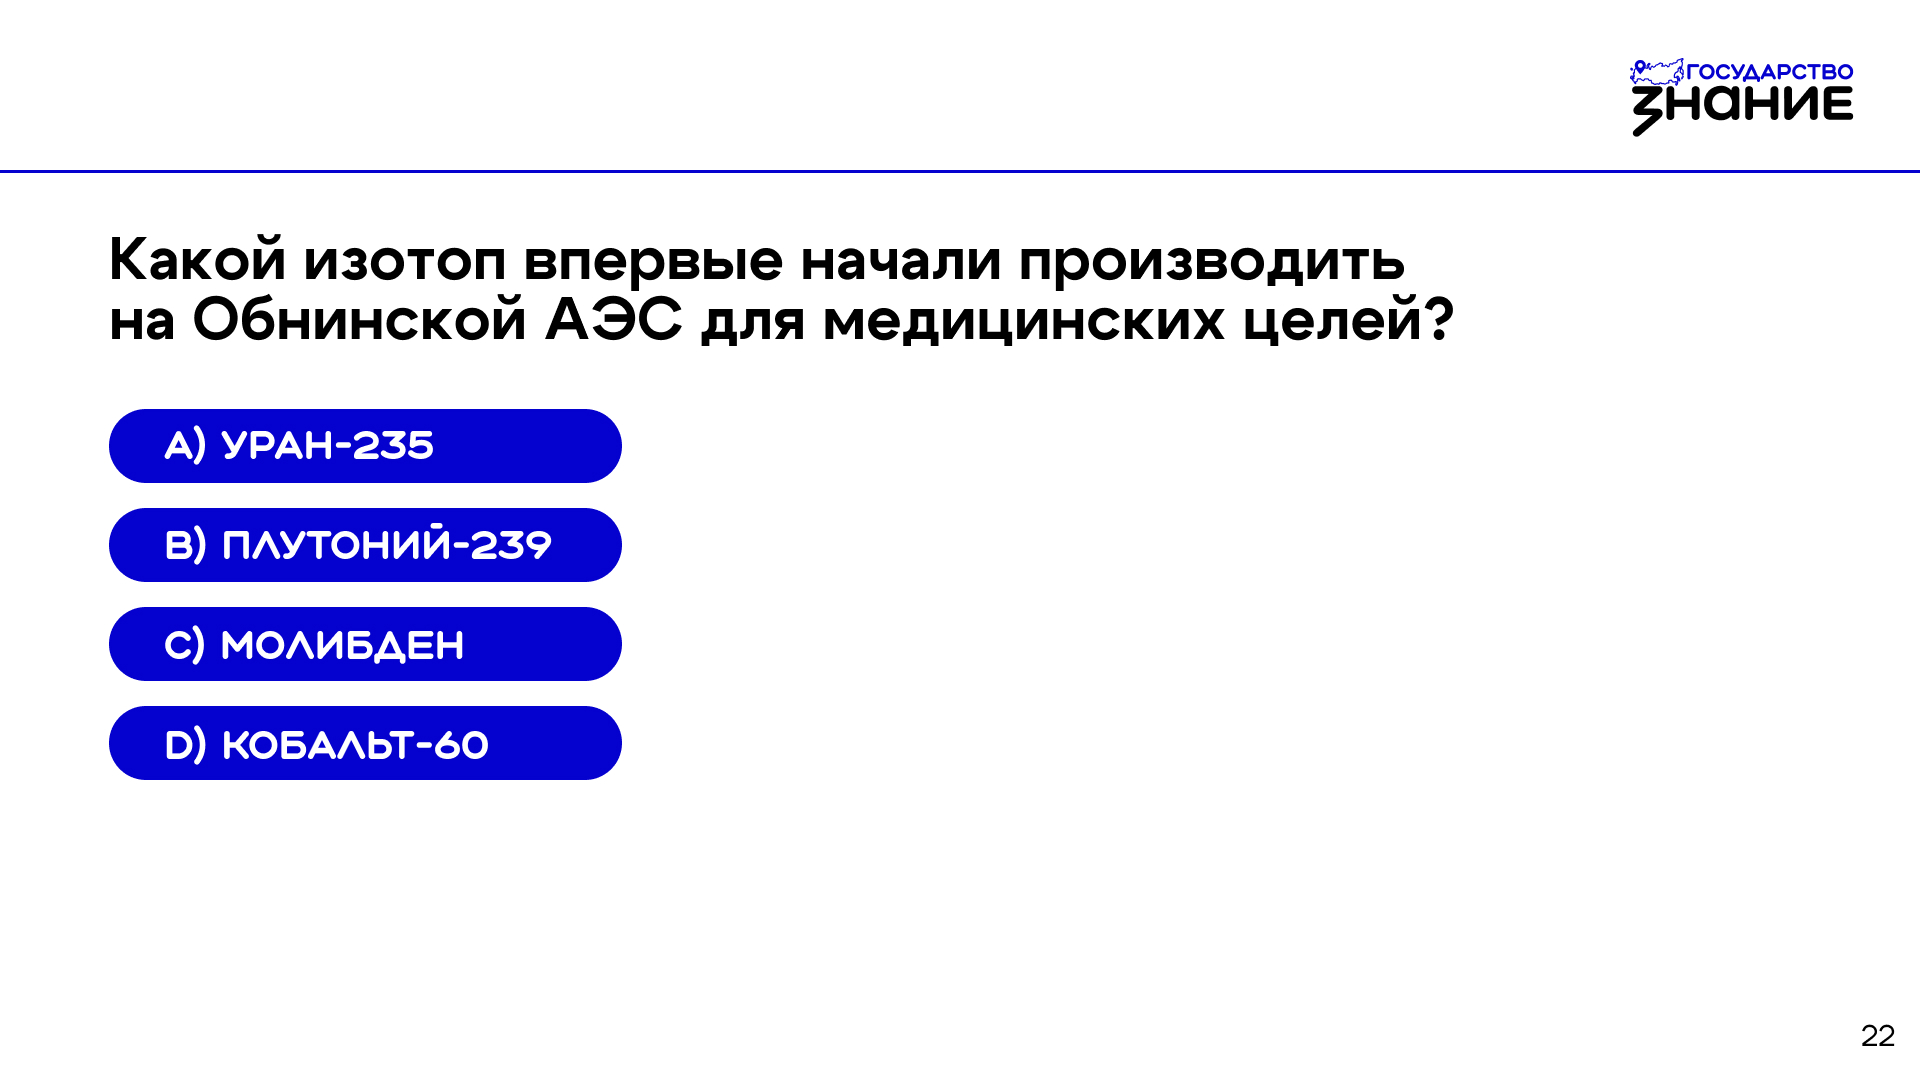 ГОСУДАРСТВО
ЗНАНИЕ
Какой изотоп впервые начали производить
на Обнинской АЭС для медицинских целей?
A) УРАН-235
B) ПЛУТОНИЙ-239
C) МОЛИБДЕН
D) КОБАЛЬТ-60
22